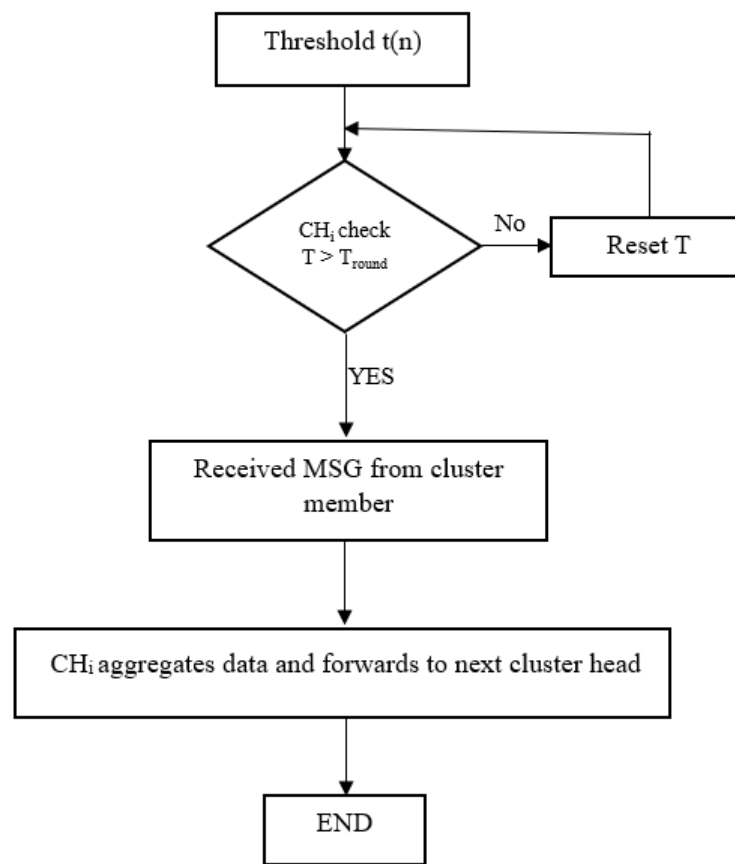 Threshold t(n)
CHᵢ check
T > Tround
No
Reset T
YES
Received MSG from cluster
member
CHᵢ aggregates data and forwards to next cluster head
END